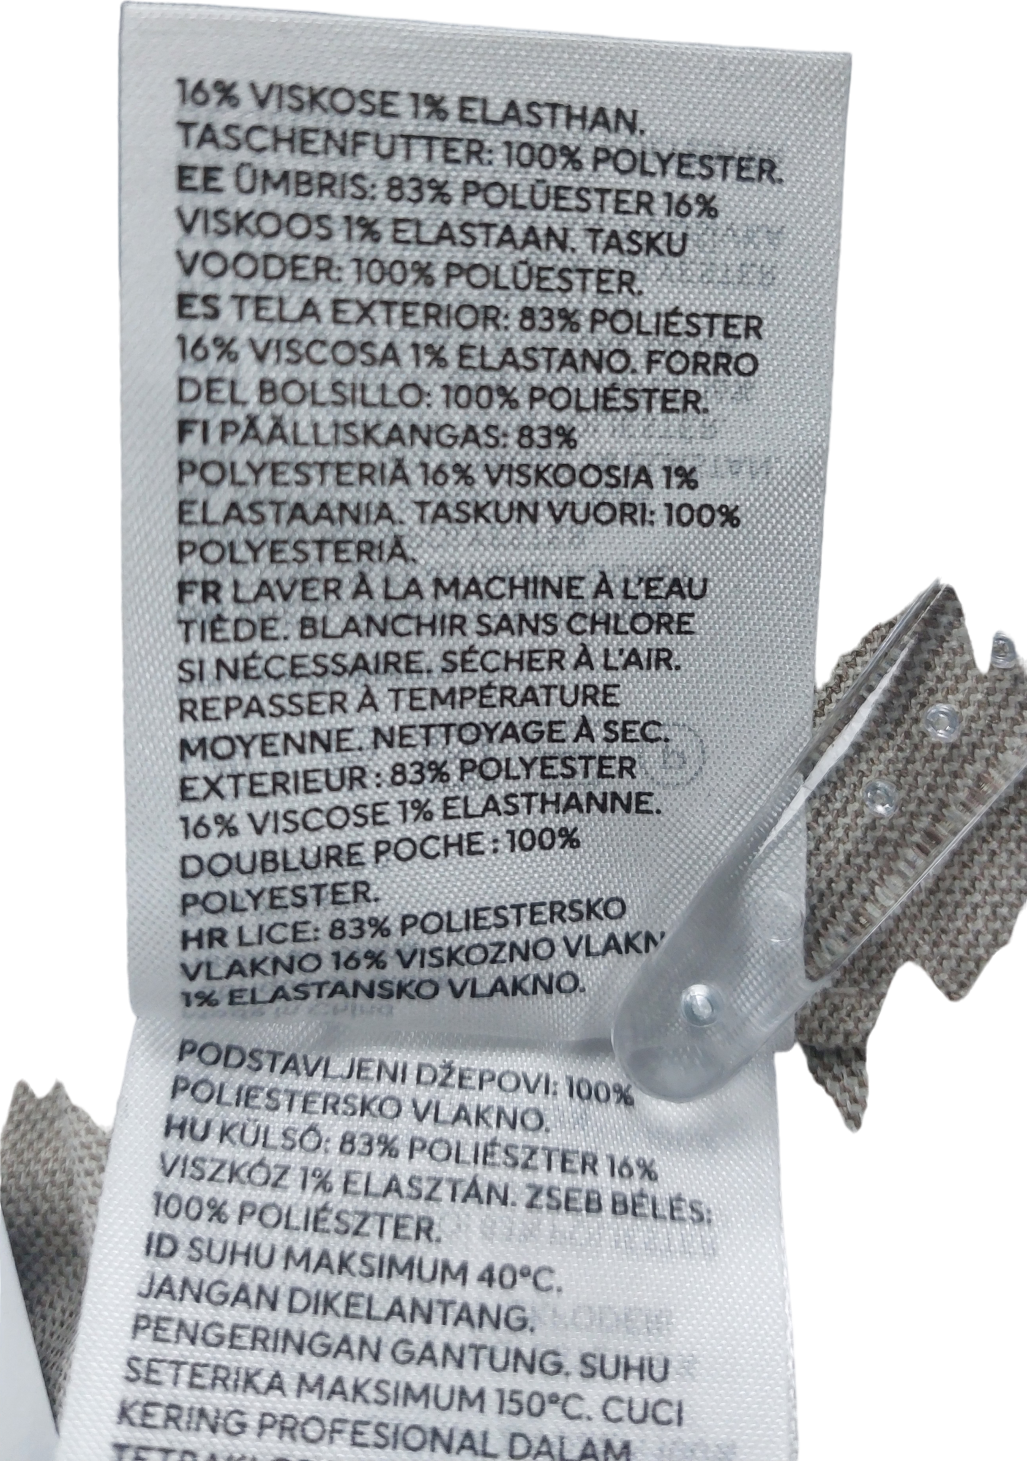 16% VISKOSE 1% ELASTHAN.
TASCHENFUTTER: 100% POLYESTER.
EE ÜMBRIS: 83% POLÜESTER 16%
VISKOOS 1% ELASTAAN. TASKU
VOODER: 100% POLÜESTER.
ES TELA EXTERIOR: 83% POLIÉSTER
16% VISCOSA 1% ELASTANO. FORRO
DEL BOLSILLO: 100% POLIÉSTER.
FI PÄÄLLISKANGAS: 83%
POLYESTERIÄ 16% VISKOOSIA 1%
ELASTAANIA. TASKUN VUORI: 100%
POLYESTERIÄ.
FR LAVER À LA MACHINE À L'EAU
TIÈDE. BLANCHIR SANS CHLORE
SI NÉCESSAIRE. SÉCHER À L'AIR.
REPASSER À TEMPÉRATURE
MOYENNE. NETTOYAGE À SEC.
EXTERIEUR : 83% POLYESTER
16% VISCOSE 1% ELASTHANNE.
DOUBLURE POCHE : 100%
POLYESTER.
HR LICE: 83% POLIESTERSKO
VLAKNO 16% VISKOZNO
1% ELASTANSKO VLAKNO.
PODSTAVLJENI DŽEPOVI: 100%
POLIESTERSKO VLAKNO.
HU KÜLSŐ: 83% POLIÉSZTER 16%
VISZKÓZ 1% ELASZTÁN. ZSEB BÉLÉS:
100% POLIÉSZTER.
ID SUHU MAKSIMUM 40°C.
JANGAN DIKELANTANG.
PENGERINGAN GANTUNG. SUHU
SETERIKA MAKSIMUM 150°C. CUCI
KERING PROFESIONAL DALAM